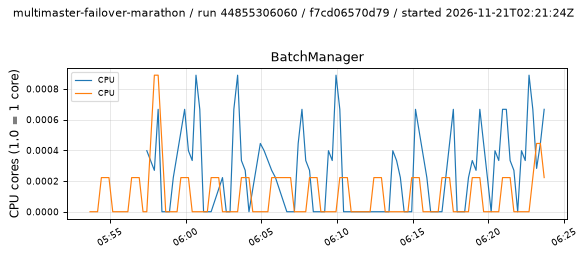 multimaster-failover-marathon / run 44855306060 / f7cd06570d79 / started 2026-11-21T02:21:24Z
BatchManager
CPU cores (1.0 = 1 core)
0.0008
0.0006
0.0004
0.0002
0.0000
CPU
CPU
05:55
06:00
06:05
06:10
06:15
06:20
06:25